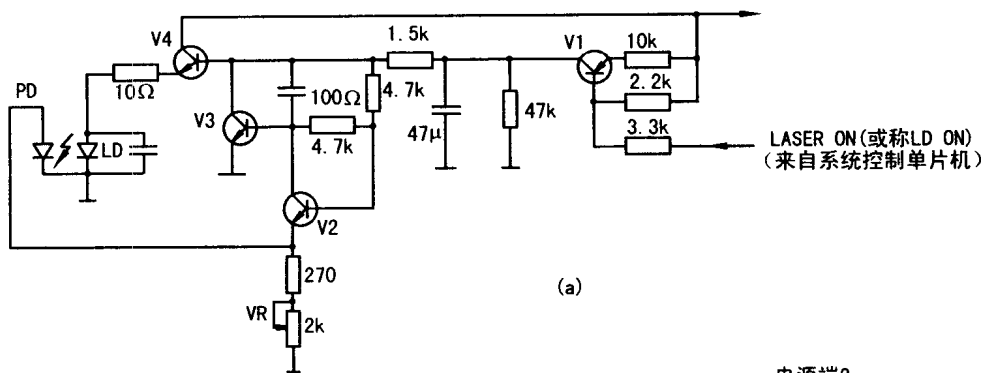 V4
1.5k
V1
10k
2.2k
3.3k
10Ω
100Ω
4.7k
V3
4.7k
47μ
47k
PD
LD
LASER ON(或称LD ON)
(来自系统控制单片机)
V2
270
VR
2k
(a)